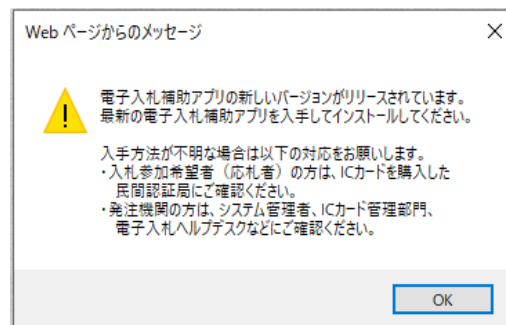 Web ページからのメッセージ
電子入札補助アプリの新しいバージョンがリリースされています。
最新の電子入札補助アプリを入手してインストールしてください。
入手方法が不明な場合は以下の対応をお願いします。
・入札参加希望者（応札者）の方は、ICカードを購入した
民間認証局にご確認ください。
・発注機関の方は、システム管理者、ICカード管理部門、
電子入札ヘルプデスクなどにご確認ください。
OK